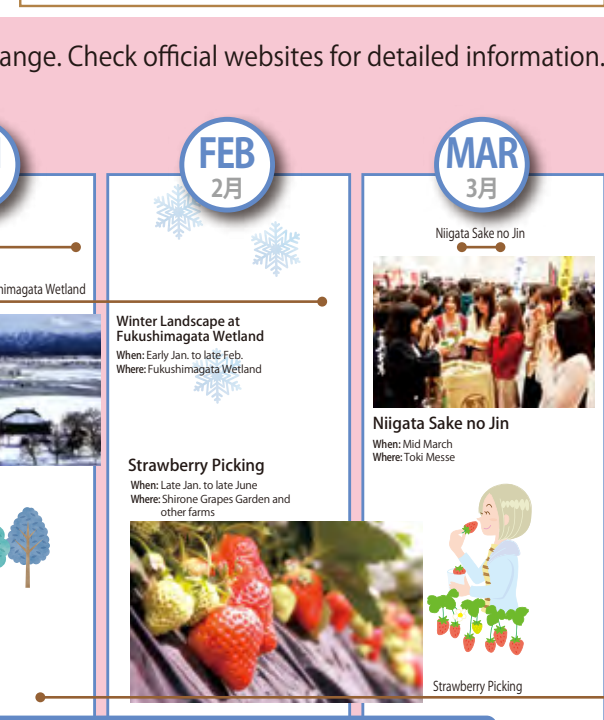 ange. Check official websites for detailed information.
FEB
2月
MAR
3月
Niigata Sake no Jin
himagata Wetland
Winter Landscape at
Fukushimagata Wetland
When: Early Jan. to late Feb.
Where: Fukushimagata Wetland
Niigata Sake no Jin
When: Mid March
Where: Toki Messe
Strawberry Picking
When: Late Jan. to late June
Where: Shirone Grapes Garden and
other farms
Strawberry Picking